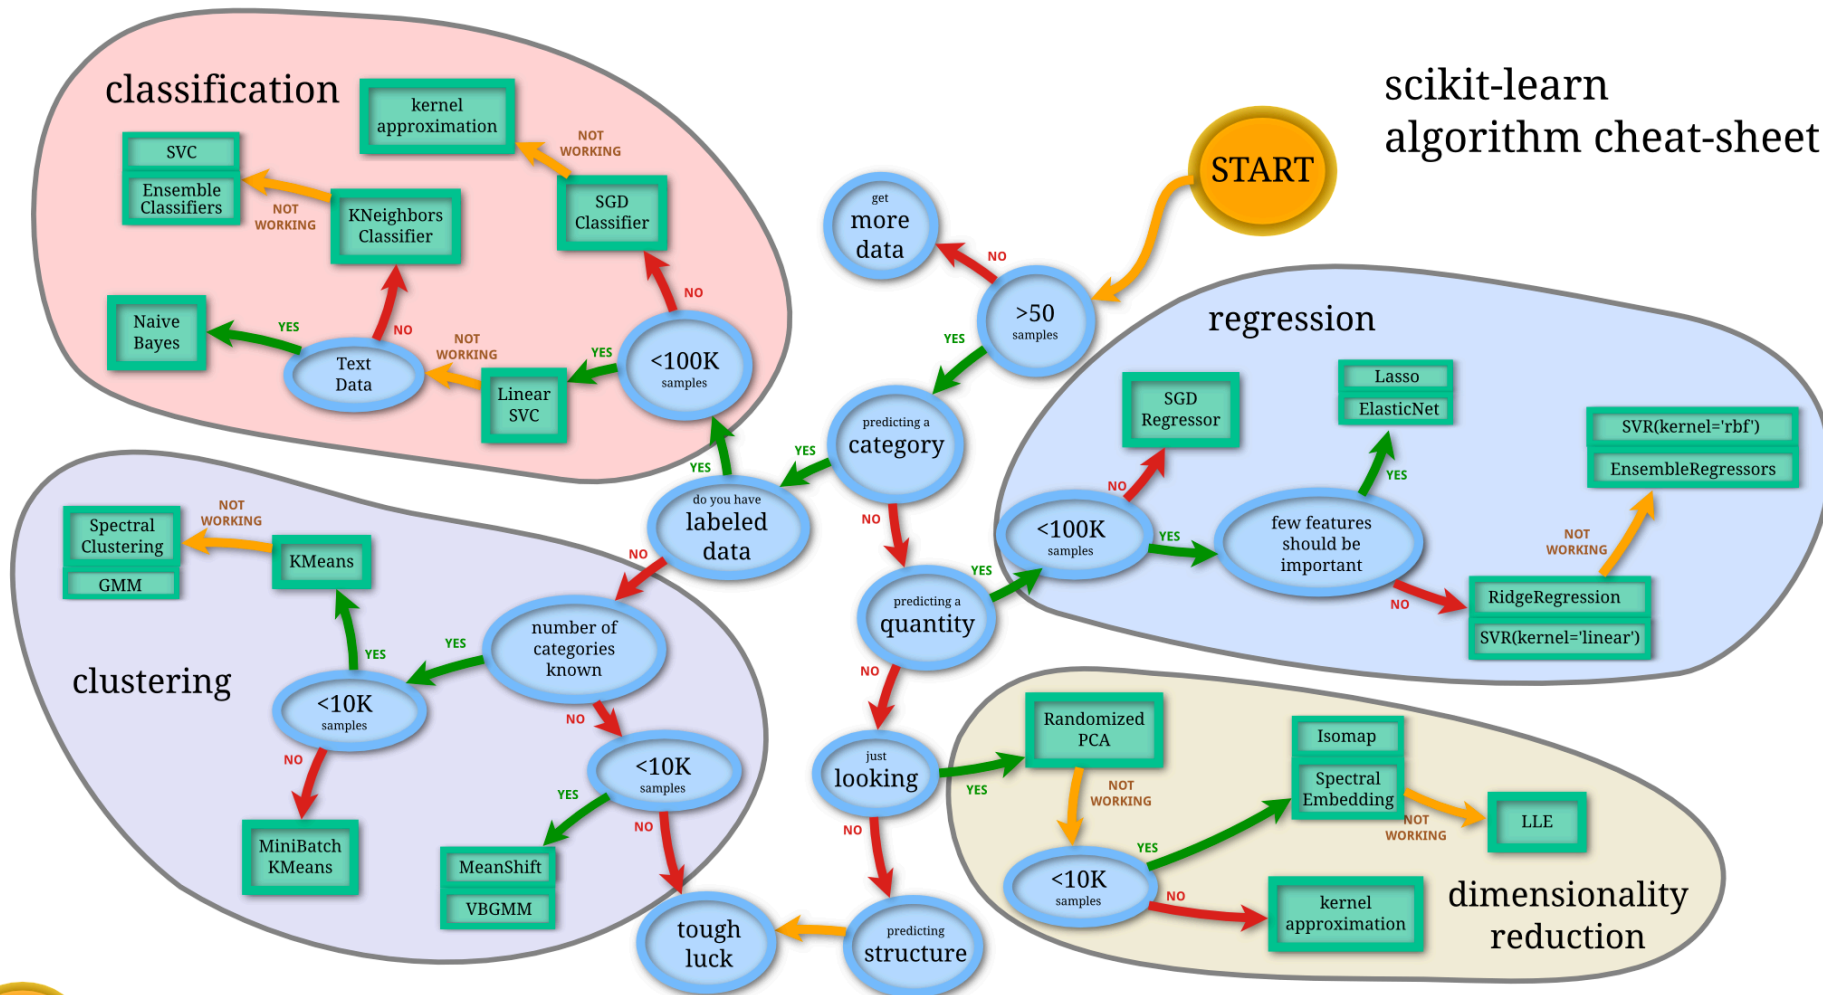 scikit-learn
algorithm cheat-sheet
START
classification
kernel
approximation
NOT
WORKING
SVC
Ensemble
Classifiers
NOT
WORKING
KNeighbors
Classifier
SGD
Classifier
NO
Naive
Bayes
YES
NO
Text
Data
NOT
WORKING
Linear
SVC
YES
<100K
samples
YES
get
more
data
NO
>50
samples
YES
predicting a
category
YES
NO
do you have
labeled
data
NO
predicting a
quantity
YES
NO
just
looking
YES
NO
predicting
structure
tough
luck
regression
SGD
Regressor
NO
<100K
samples
YES
few features
should be
important
YES
Lasso
ElasticNet
NO
RidgeRegression
SVR(kernel='linear')
NOT
WORKING
SVR(kernel='rbf')
EnsembleRegressors
clustering
Spectral
Clustering
GMM
NOT
WORKING
KMeans
YES
<10K
samples
YES
number of
categories
known
NO
NO
MiniBatch
KMeans
<10K
samples
YES
NO
MeanShift
VBGMM
Randomized
PCA
NOT
WORKING
<10K
samples
YES
NO
Isomap
Spectral
Embedding
NOT
WORKING
LLE
kernel
approximation
dimensionality
reduction